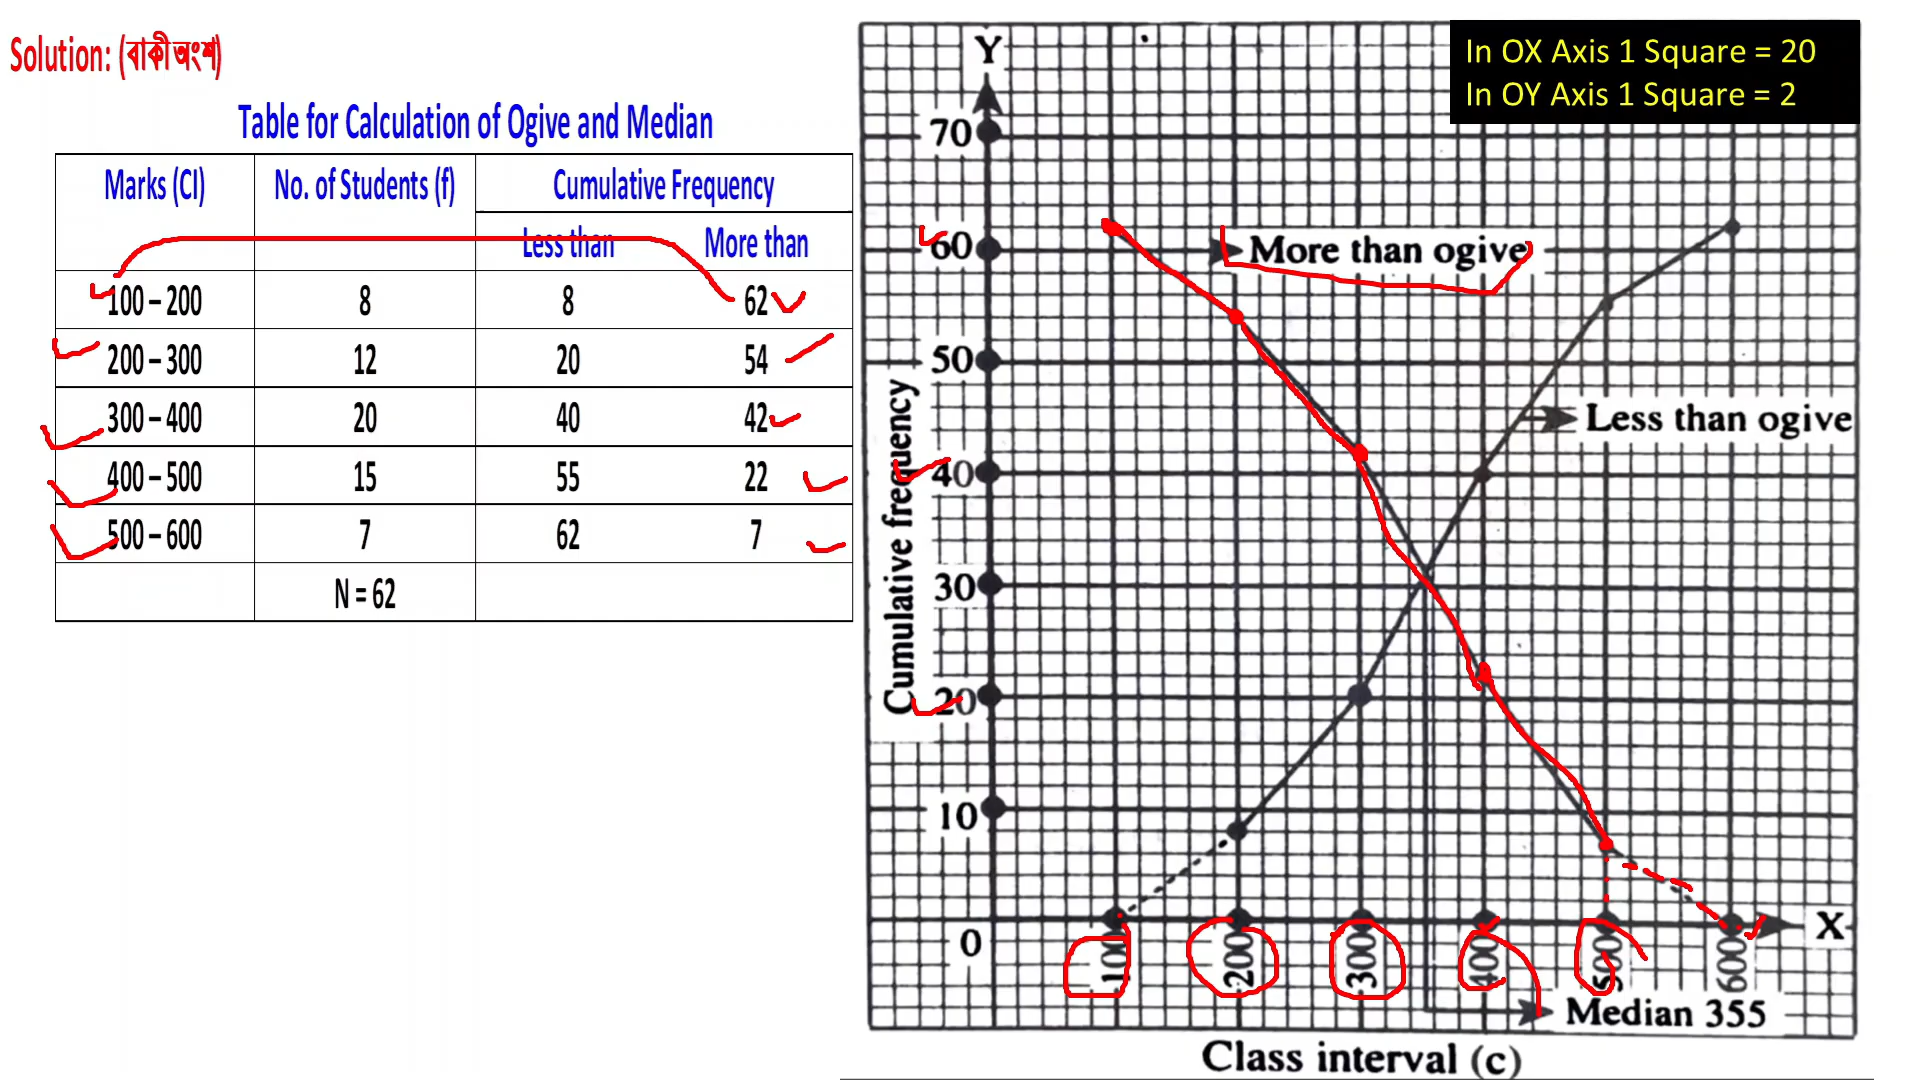 Solution: (বাকী অংশ)
Table for Calculation of Ogive and Median
Marks (CI) No. of Students (f) Cumulative Frequency
Less than More than
100 – 200 8 8 62
200 – 300 12 20 54
300 – 400 20 40 42
400 – 500 15 55 22
500 – 600 7 62 7
N = 62
In OX Axis 1 Square = 20
In OY Axis 1 Square = 2
Y
70
60
50
40
30
20
10
0
Cumulative frequency
More than ogive
Less than ogive
100 200 300 400 500 600
X
Median 355
Class interval (c)